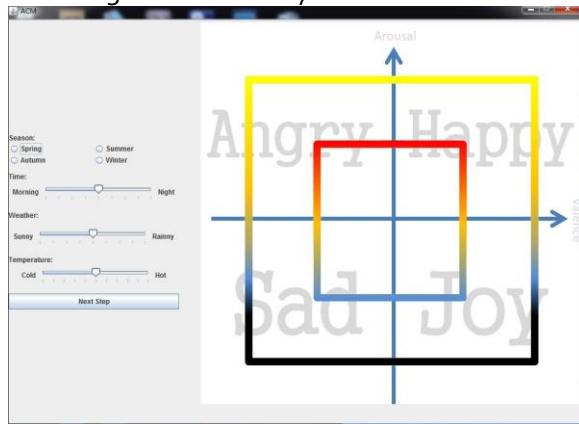 ACM
Arousal
Angry Happy
Season:
Spring Summer
Autumn Winter
Time:
Morning Night
Valence
Weather:
Sunny Rainny
Temperature:
Cold Hot
Next Step
Sad Joy